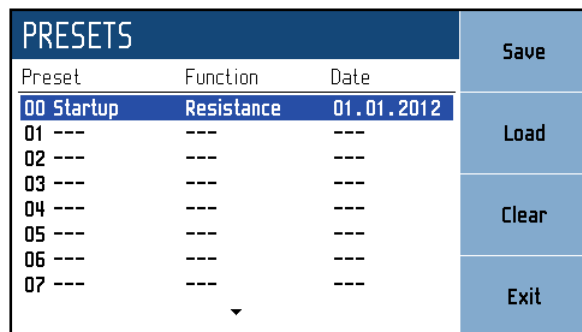 PRESETS
Preset Function Date
00 Startup Resistance 01.01.2012
01 --- --- ---
02 --- --- ---
03 --- --- ---
04 --- --- ---
05 --- --- ---
06 --- --- ---
07 --- --- ---
Save
Load
Clear
Exit